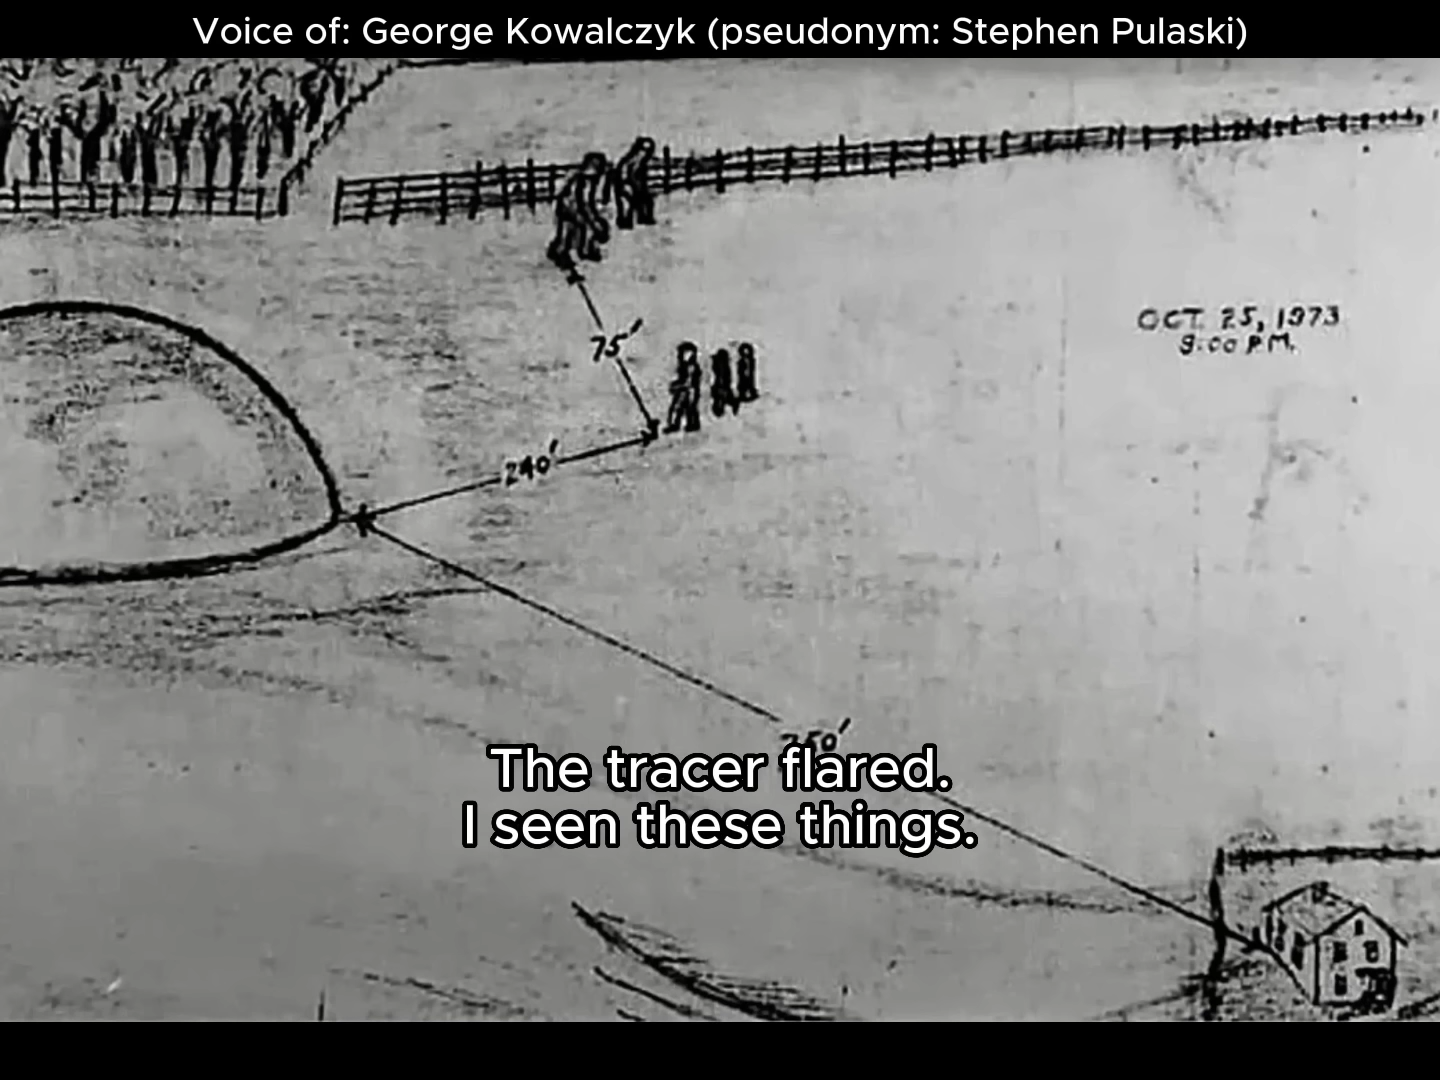 Voice of: George Kowalczyk (pseudonym: Stephen Pulaski)
OCT. 25, 1973
9:00 P.M.
75'
240'
The tracer flared.
I seen these things.